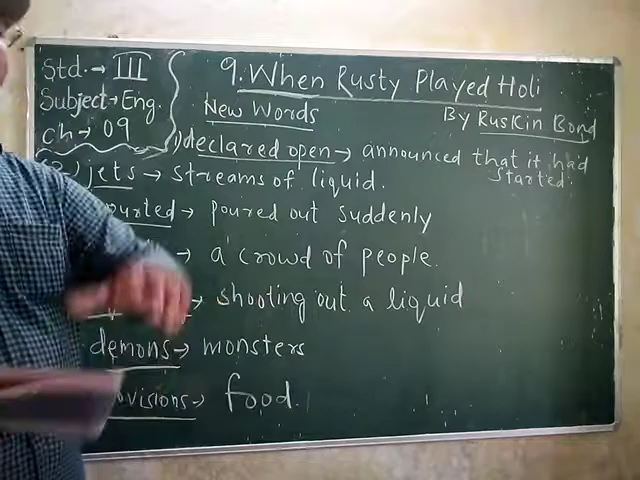 Std. → III
Subject → Eng.
Ch → 09
9. When Rusty Played Holi
By Ruskin Bond
New Words
1) declared open → announced that it had started.
(2) jets → streams of liquid.
→ poured out suddenly
→ a crowd of people.
→ shooting out a liquid
demons → monsters
→ food.